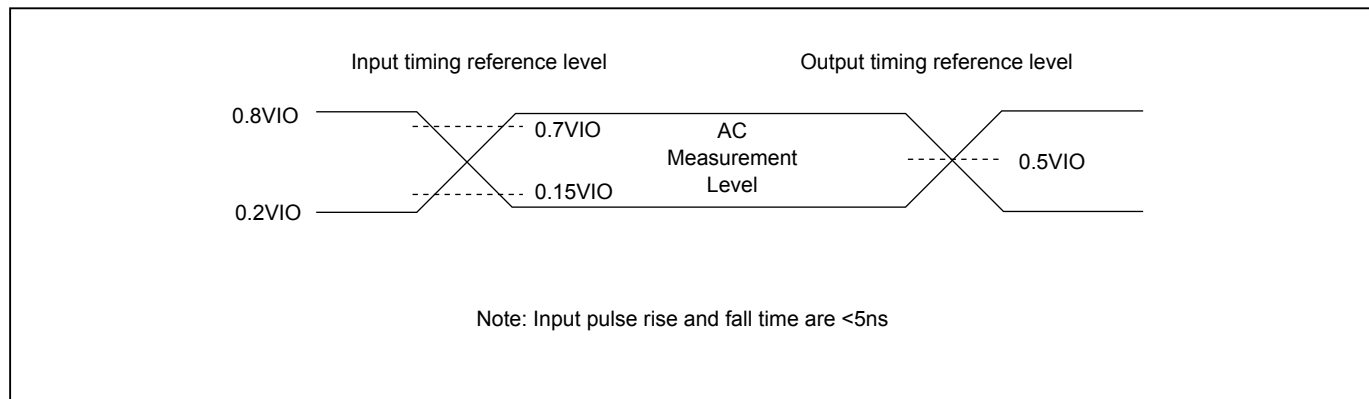 Input timing reference level
Output timing reference level
0.8VIO
0.7VIO
AC
Measurement
Level
0.5VIO
0.15VIO
0.2VIO
Note: Input pulse rise and fall time are <5ns